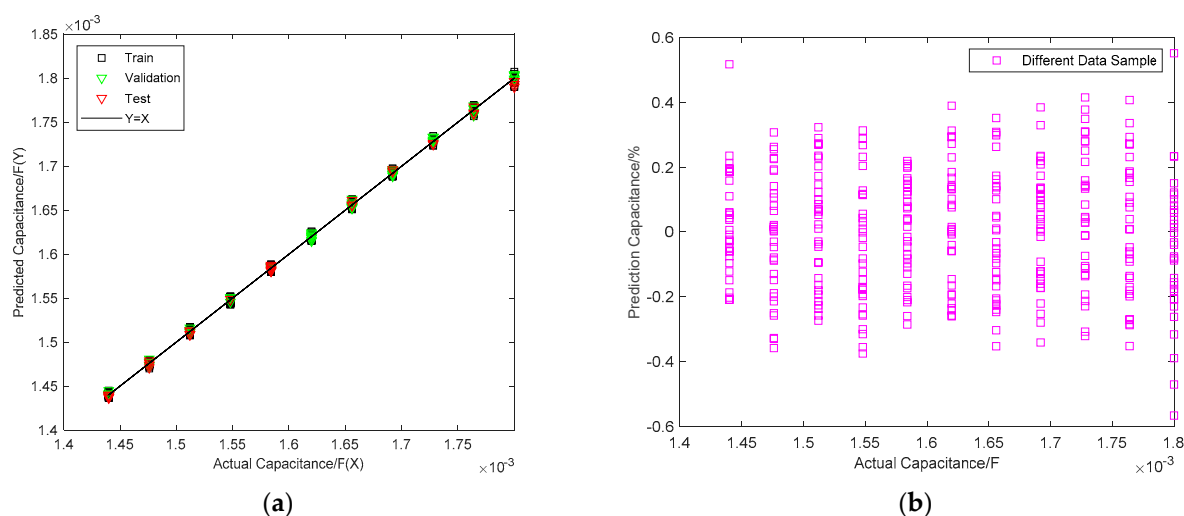 ×10⁻³
1.85
1.8
1.75
1.7
1.65
1.6
1.55
1.5
1.45
1.4
Predicted Capacitance/F(Y)
Train
Validation
Test
Y=X
1.4 1.45 1.5 1.55 1.6 1.65 1.7 1.75
Actual Capacitance/F(X)
×10⁻³
(a)
0.6
0.4
0.2
0
-0.2
-0.4
-0.6
Prediction Capacitance/%
Different Data Sample
1.4 1.45 1.5 1.55 1.6 1.65 1.7 1.75 1.8
Actual Capacitance/F
×10⁻³
(b)